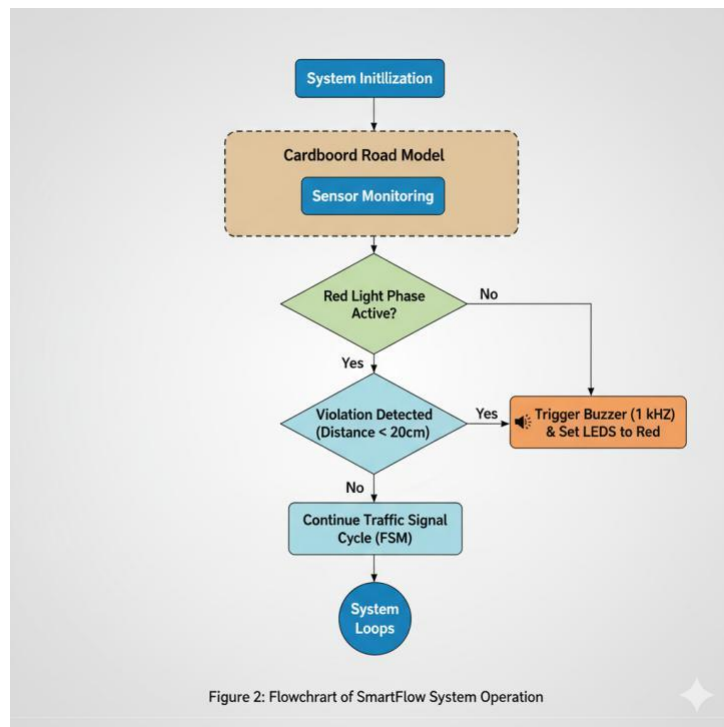 System Initlization
Cardboord Road Model
Sensor Monitoring
Red Light Phase
Active?
No
Yes
Violation Detected
(Distance < 20cm)
Yes
Trigger Buzzer (1 kHZ)
& Set LEDS to Red
No
Continue Traffic Signal
Cycle (FSM)
System
Loops
Figure 2: Flowchrart of SmartFlow System Operation